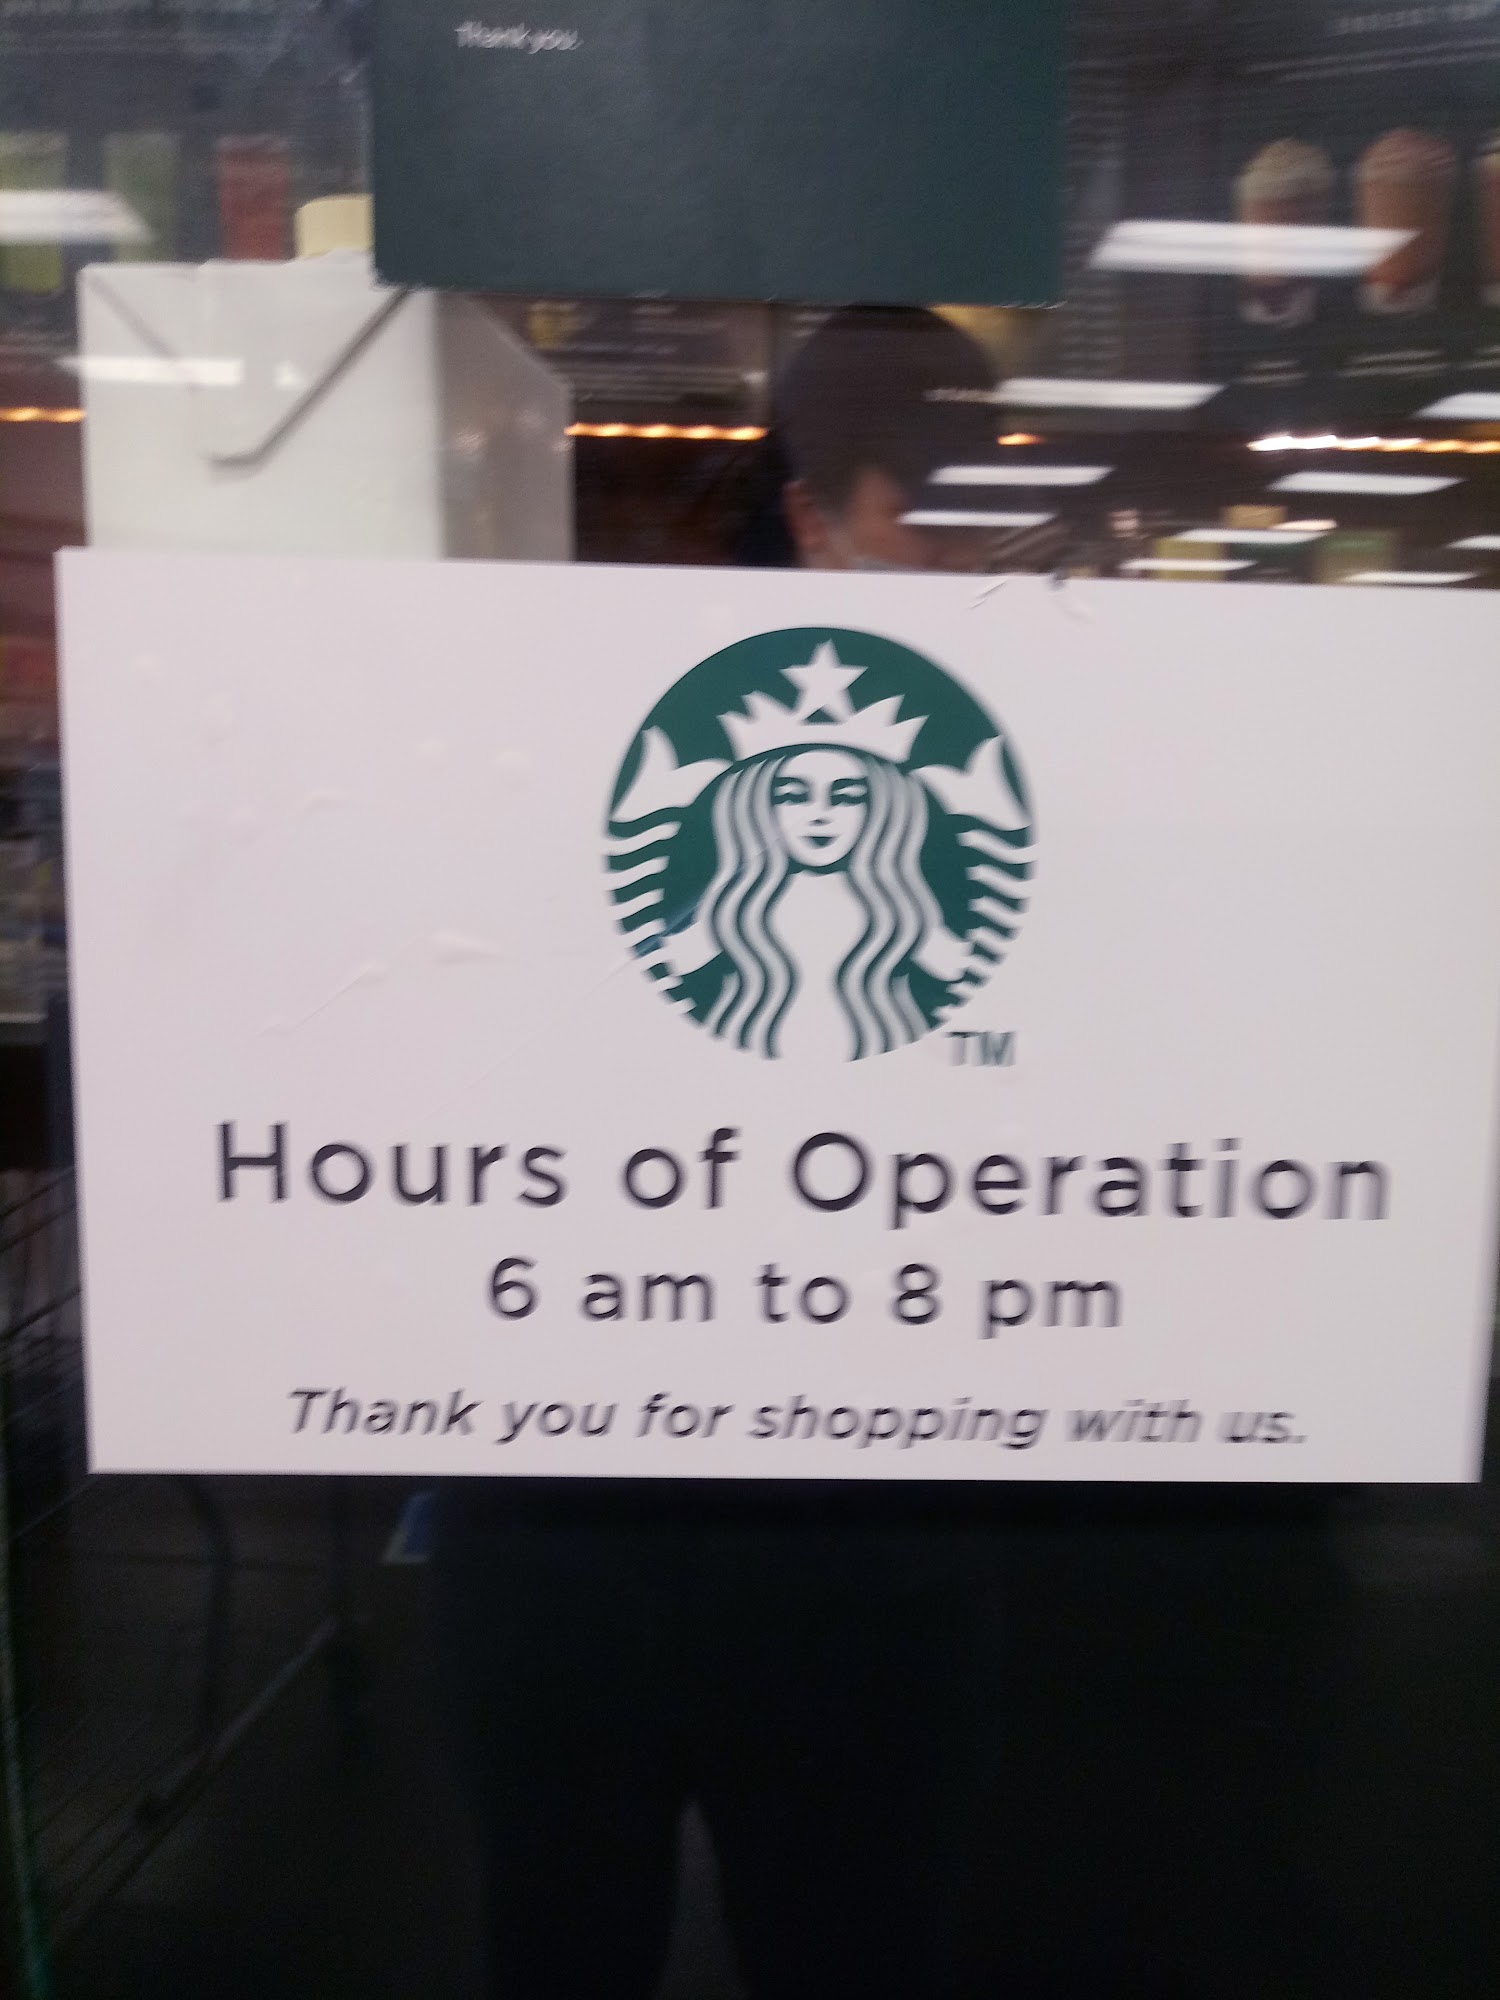 Thank you.
TM
Hours of Operation
6 am to 8 pm
Thank you for shopping with us.